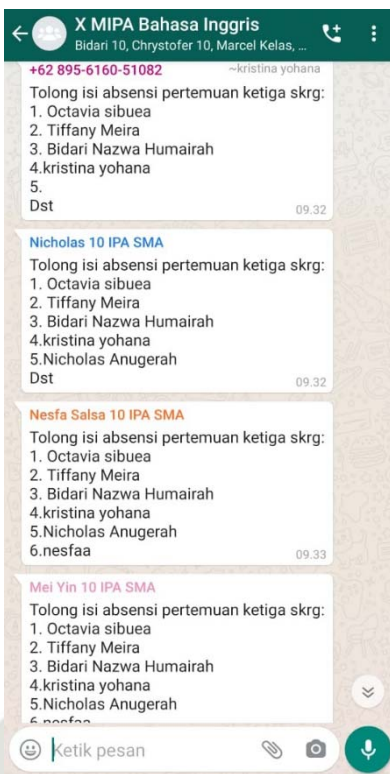 X MIPA Bahasa Inggris
Bidari 10, Chrystofer 10, Marcel Kelas, ...
+62 895-6160-51082 ~kristina yohana
Tolong isi absensi pertemuan ketiga skrg:
1. Octavia sibuea
2. Tiffany Meira
3. Bidari Nazwa Humairah
4.kristina yohana
5.
Dst
09.32
Nicholas 10 IPA SMA
Tolong isi absensi pertemuan ketiga skrg:
1. Octavia sibuea
2. Tiffany Meira
3. Bidari Nazwa Humairah
4.kristina yohana
5.Nicholas Anugerah
Dst
09.32
Nesfa Salsa 10 IPA SMA
Tolong isi absensi pertemuan ketiga skrg:
1. Octavia sibuea
2. Tiffany Meira
3. Bidari Nazwa Humairah
4.kristina yohana
5.Nicholas Anugerah
6.nesfaa
09.33
Mei Yin 10 IPA SMA
Tolong isi absensi pertemuan ketiga skrg:
1. Octavia sibuea
2. Tiffany Meira
3. Bidari Nazwa Humairah
4.kristina yohana
5.Nicholas Anugerah
6.nesfaa
Ketik pesan